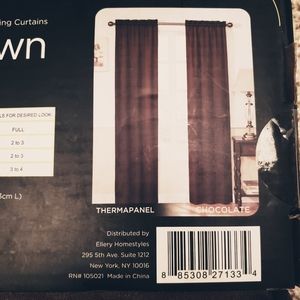 ing Curtains
wn
LS FOR DESIRED LOOK:
FULL
2 to 3
2 to 3
3 to 4
3cm L)
THERMAPANEL
CHOCOLATE
Distributed by
Ellery Homestyles
295 5th Ave. Suite 1212
New York, NY 10016
RN# 105021 Made in China
8 85308 27133 4